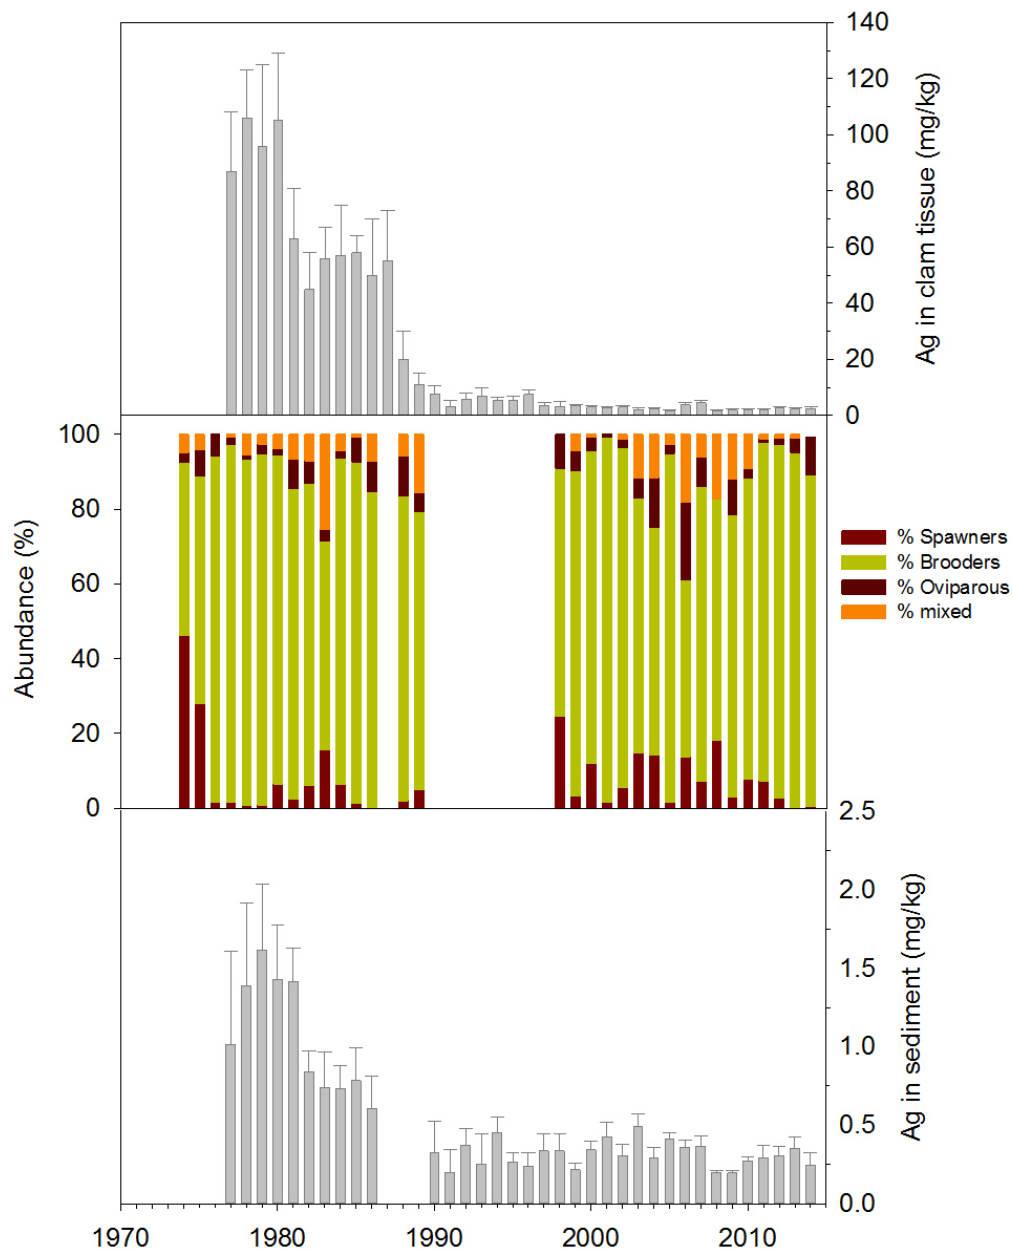 140
120
100
80
60
40
20
0
Ag in clam tissue (mg/kg)
100
80
60
40
20
0
Abundance (%)
% Spawners
% Brooders
% Oviparous
% mixed
2.5
2.0
1.5
1.0
0.5
0.0
Ag in sediment (mg/kg)
1970 1980 1990 2000 2010